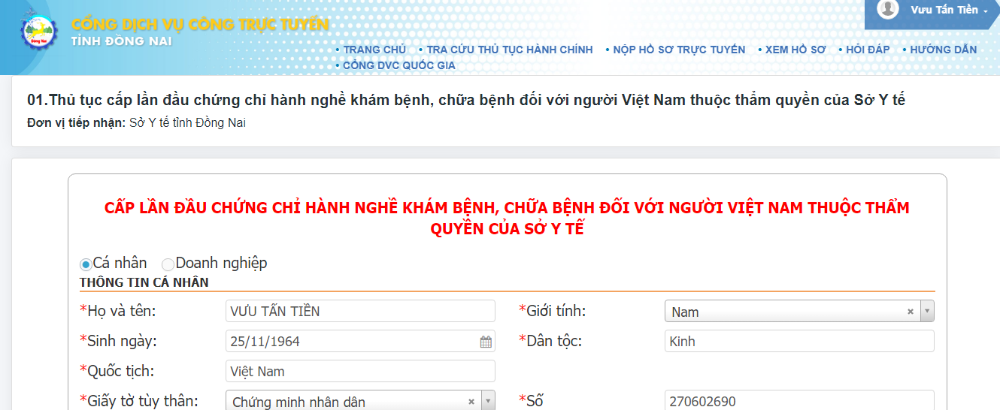 Đồng Nai
CỔNG DỊCH VỤ CÔNG TRỰC TUYẾN
TỈNH ĐỒNG NAI
Vưu Tấn Tiền
• TRANG CHỦ • TRA CỨU THỦ TỤC HÀNH CHÍNH • NỘP HỒ SƠ TRỰC TUYẾN • XEM HỒ SƠ • HỎI ĐÁP • HƯỚNG DẪN
• CỔNG DVC QUỐC GIA
01.Thủ tục cấp lần đầu chứng chỉ hành nghề khám bệnh, chữa bệnh đối với người Việt Nam thuộc thẩm quyền của Sở Y tế
Đơn vị tiếp nhận: Sở Y tế tỉnh Đồng Nai
CẤP LẦN ĐẦU CHỨNG CHỈ HÀNH NGHỀ KHÁM BỆNH, CHỮA BỆNH ĐỐI VỚI NGƯỜI VIỆT NAM THUỘC THẨM
QUYỀN CỦA SỞ Y TẾ
Cá nhân Doanh nghiệp
THÔNG TIN CÁ NHÂN
*Họ và tên: VƯU TẤN TIỀN *Giới tính: Nam
*Sinh ngày: 25/11/1964 *Dân tộc: Kinh
*Quốc tịch: Việt Nam
*Giấy tờ tùy thân: Chứng minh nhân dân *Số 270602690